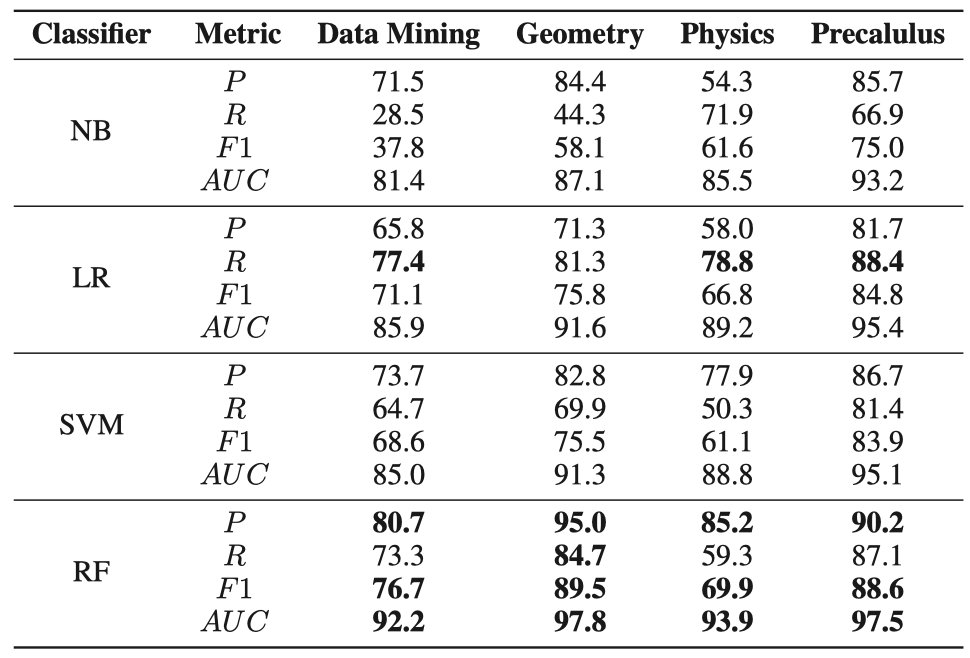 Classifier Metric Data Mining Geometry Physics Precalulus
P 71.5 84.4 54.3 85.7
R 28.5 44.3 71.9 66.9
NB
F1 37.8 58.1 61.6 75.0
AUC 81.4 87.1 85.5 93.2
P 65.8 71.3 58.0 81.7
R 77.4 81.3 78.8 88.4
LR
F1 71.1 75.8 66.8 84.8
AUC 85.9 91.6 89.2 95.4
P 73.7 82.8 77.9 86.7
R 64.7 69.9 50.3 81.4
SVM
F1 68.6 75.5 61.1 83.9
AUC 85.0 91.3 88.8 95.1
P 80.7 95.0 85.2 90.2
R 73.3 84.7 59.3 87.1
RF
F1 76.7 89.5 69.9 88.6
AUC 92.2 97.8 93.9 97.5